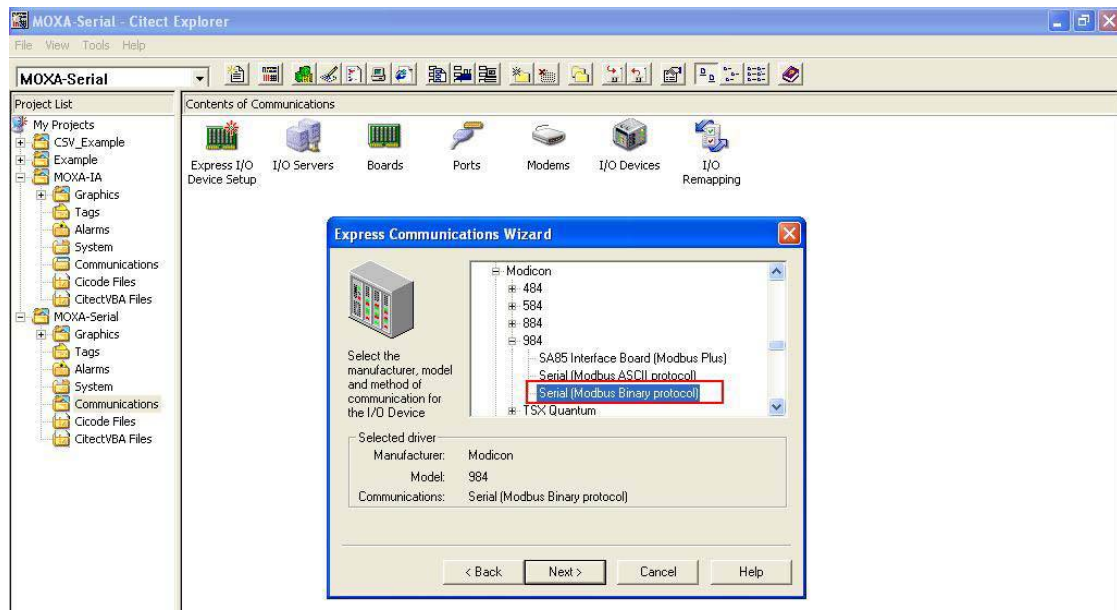 MOXA-Serial - Citect Explorer
File View Tools Help
MOXA-Serial
Project List
Contents of Communications
My Projects
CSV_Example
Example
MOXA-IA
Graphics
Tags
Alarms
System
Communications
Cicode Files
CitectVBA Files
MOXA-Serial
Graphics
Tags
Alarms
System
Communications
Cicode Files
CitectVBA Files
Express I/O
Device Setup
I/O Servers
Boards
Ports
Modems
I/O Devices
I/O
Remapping
Express Communications Wizard
Select the
manufacturer, model
and method of
communication for
the I/O Device
Modicon
484
584
884
984
SA85 Interface Board (Modbus Plus)
Serial (Modbus ASCII protocol)
Serial (Modbus Binary protocol)
TSX Quantum
Selected driver
Manufacturer: Modicon
Model: 984
Communications: Serial (Modbus Binary protocol)
< Back Next > Cancel Help